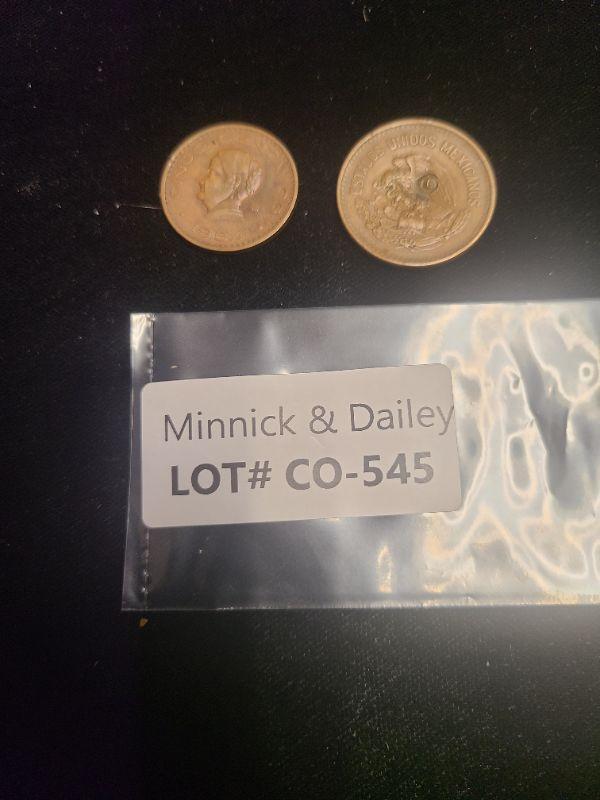 ESTADOS UNIDOS MEXICANOS
Minnick & Dailey
LOT# CO-545